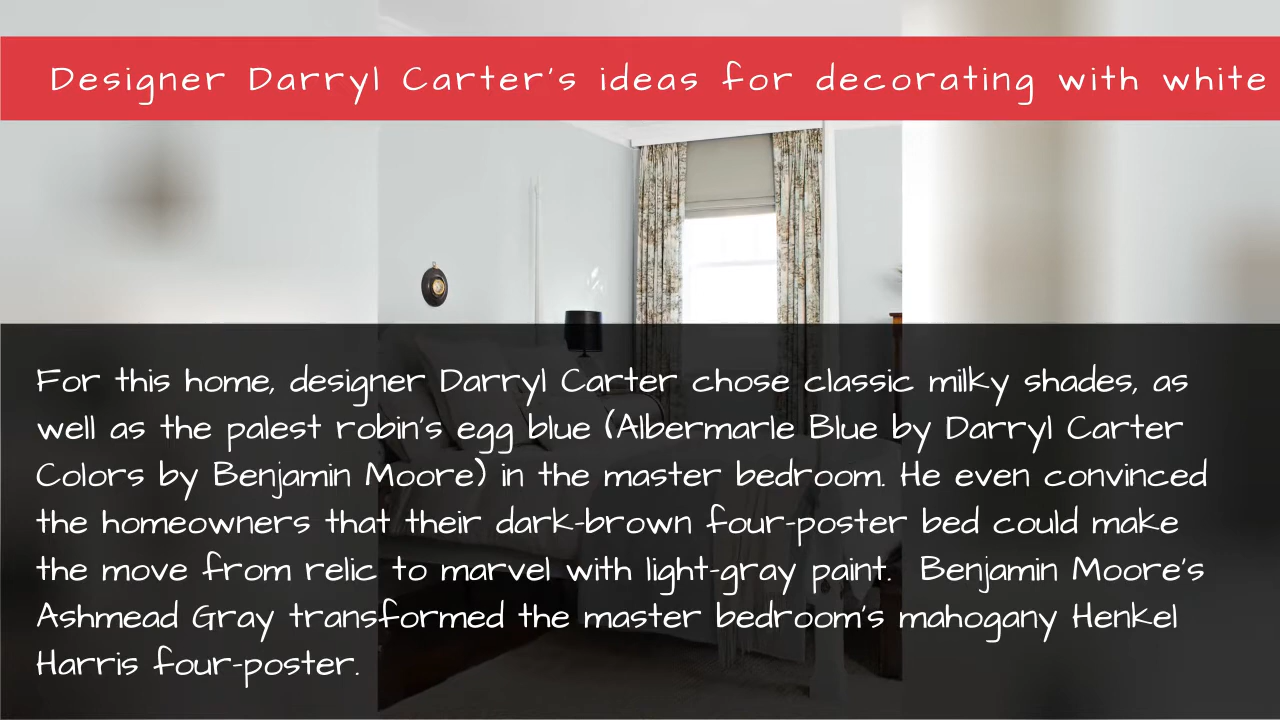 Designer Darryl Carter's ideas for decorating with white
For this home, designer Darryl Carter chose classic milky shades, as
well as the palest robin's egg blue (Albermarle Blue by Darryl Carter
Colors by Benjamin Moore) in the master bedroom. He even convinced
the homeowners that their dark-brown four-poster bed could make
the move from relic to marvel with light-gray paint.  Benjamin Moore's
Ashmead Gray transformed the master bedroom's mahogany Henkel
Harris four-poster.